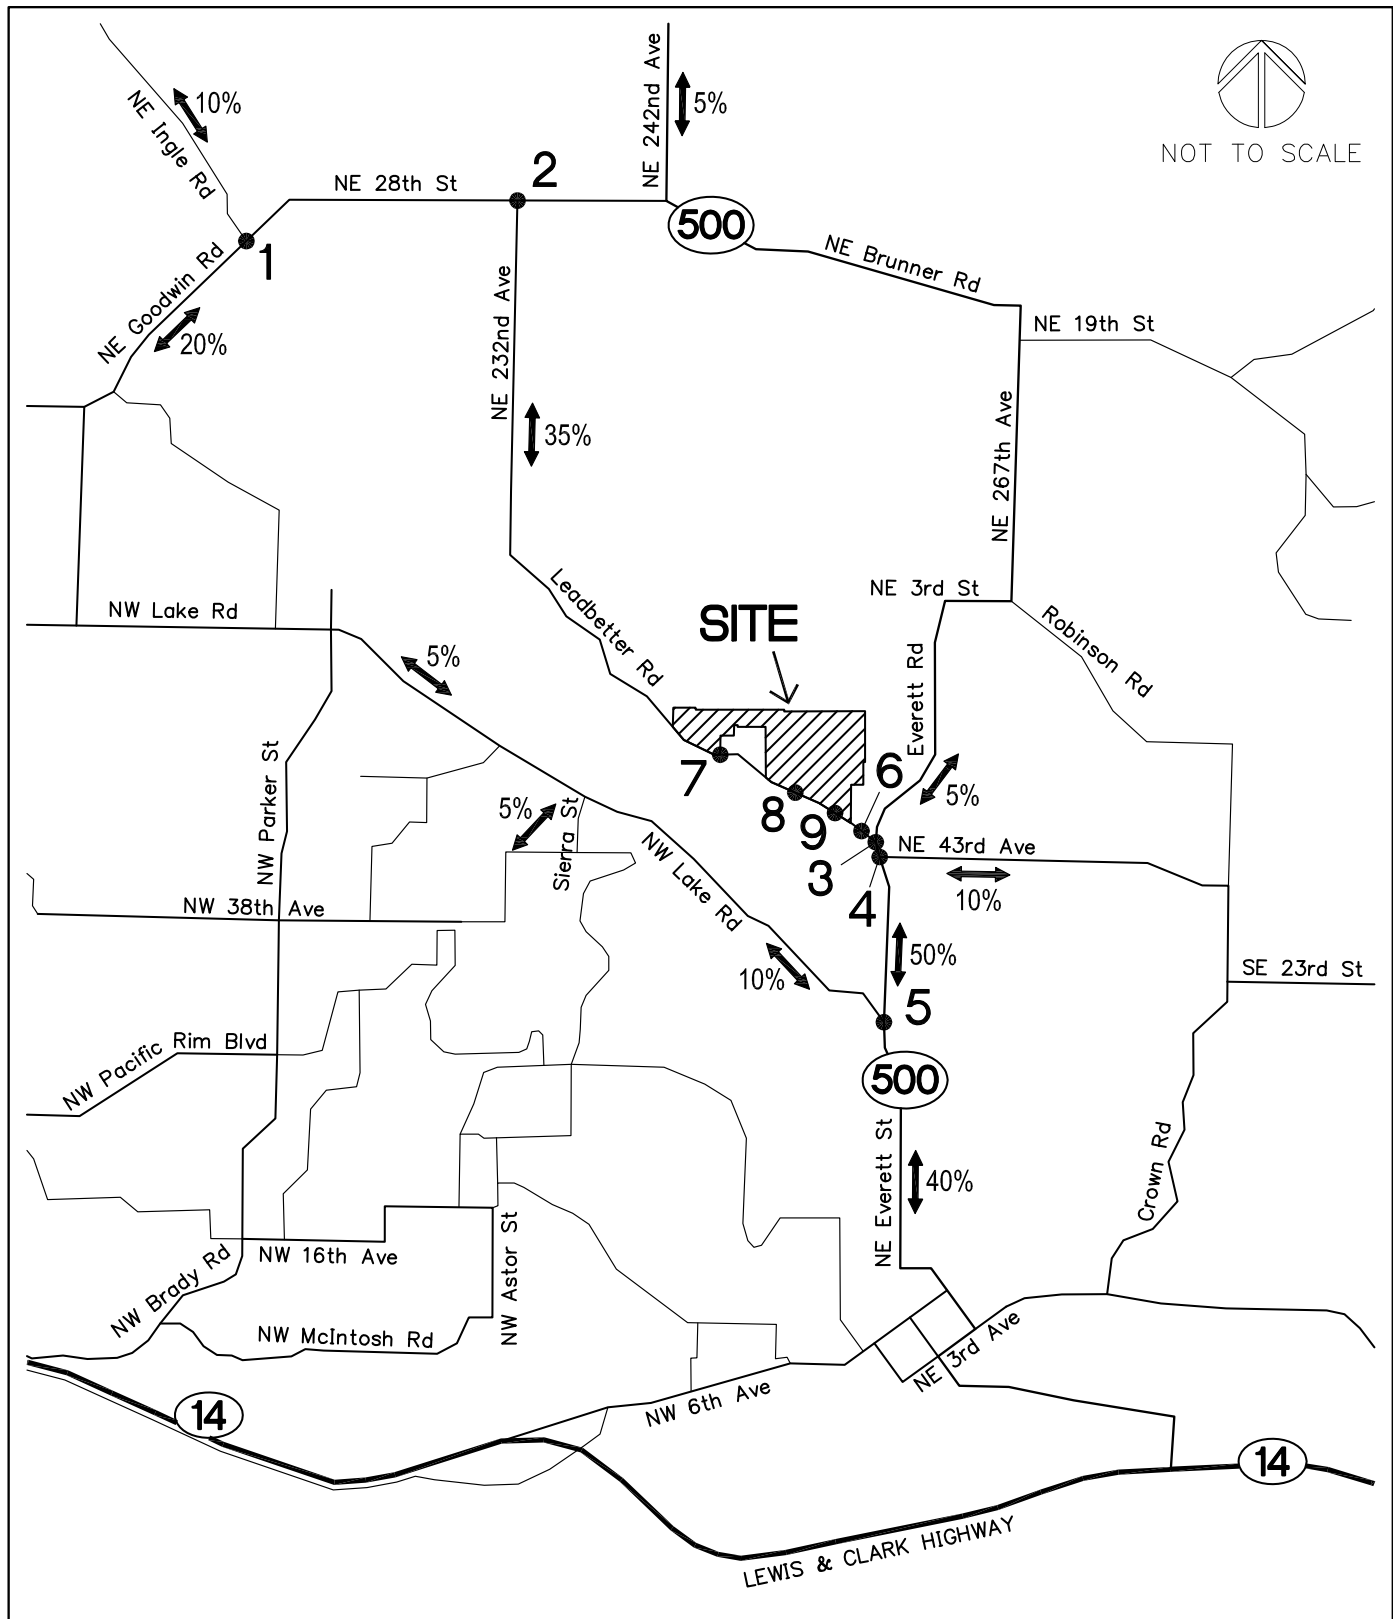 NE 242nd Ave
5%
NE Ingle Rd
10%
NOT TO SCALE
2
NE 28th St
500
1
NE Goodwin Rd
20%
NE Brunner Rd
NE 232nd Ave
NE 19th St
35%
NE 267th Ave
Leadbetter Rd
NE 3rd St
NW Lake Rd
SITE
Robinson Rd
5%
Everett Rd
7
6
5%
8
9
NW Parker St
5%
Sierra St
NE 43rd Ave
3
10%
NW Lake Rd
4
NW 38th Ave
50%
10%
SE 23rd St
5
NW Pacific Rim Blvd
500
NE Everett St
40%
Crown Rd
NW 16th Ave
NW Astor St
NW Brady Rd
NW McIntosh Rd
NE 3rd Ave
NW 6th Ave
14
14
LEWIS & CLARK HIGHWAY